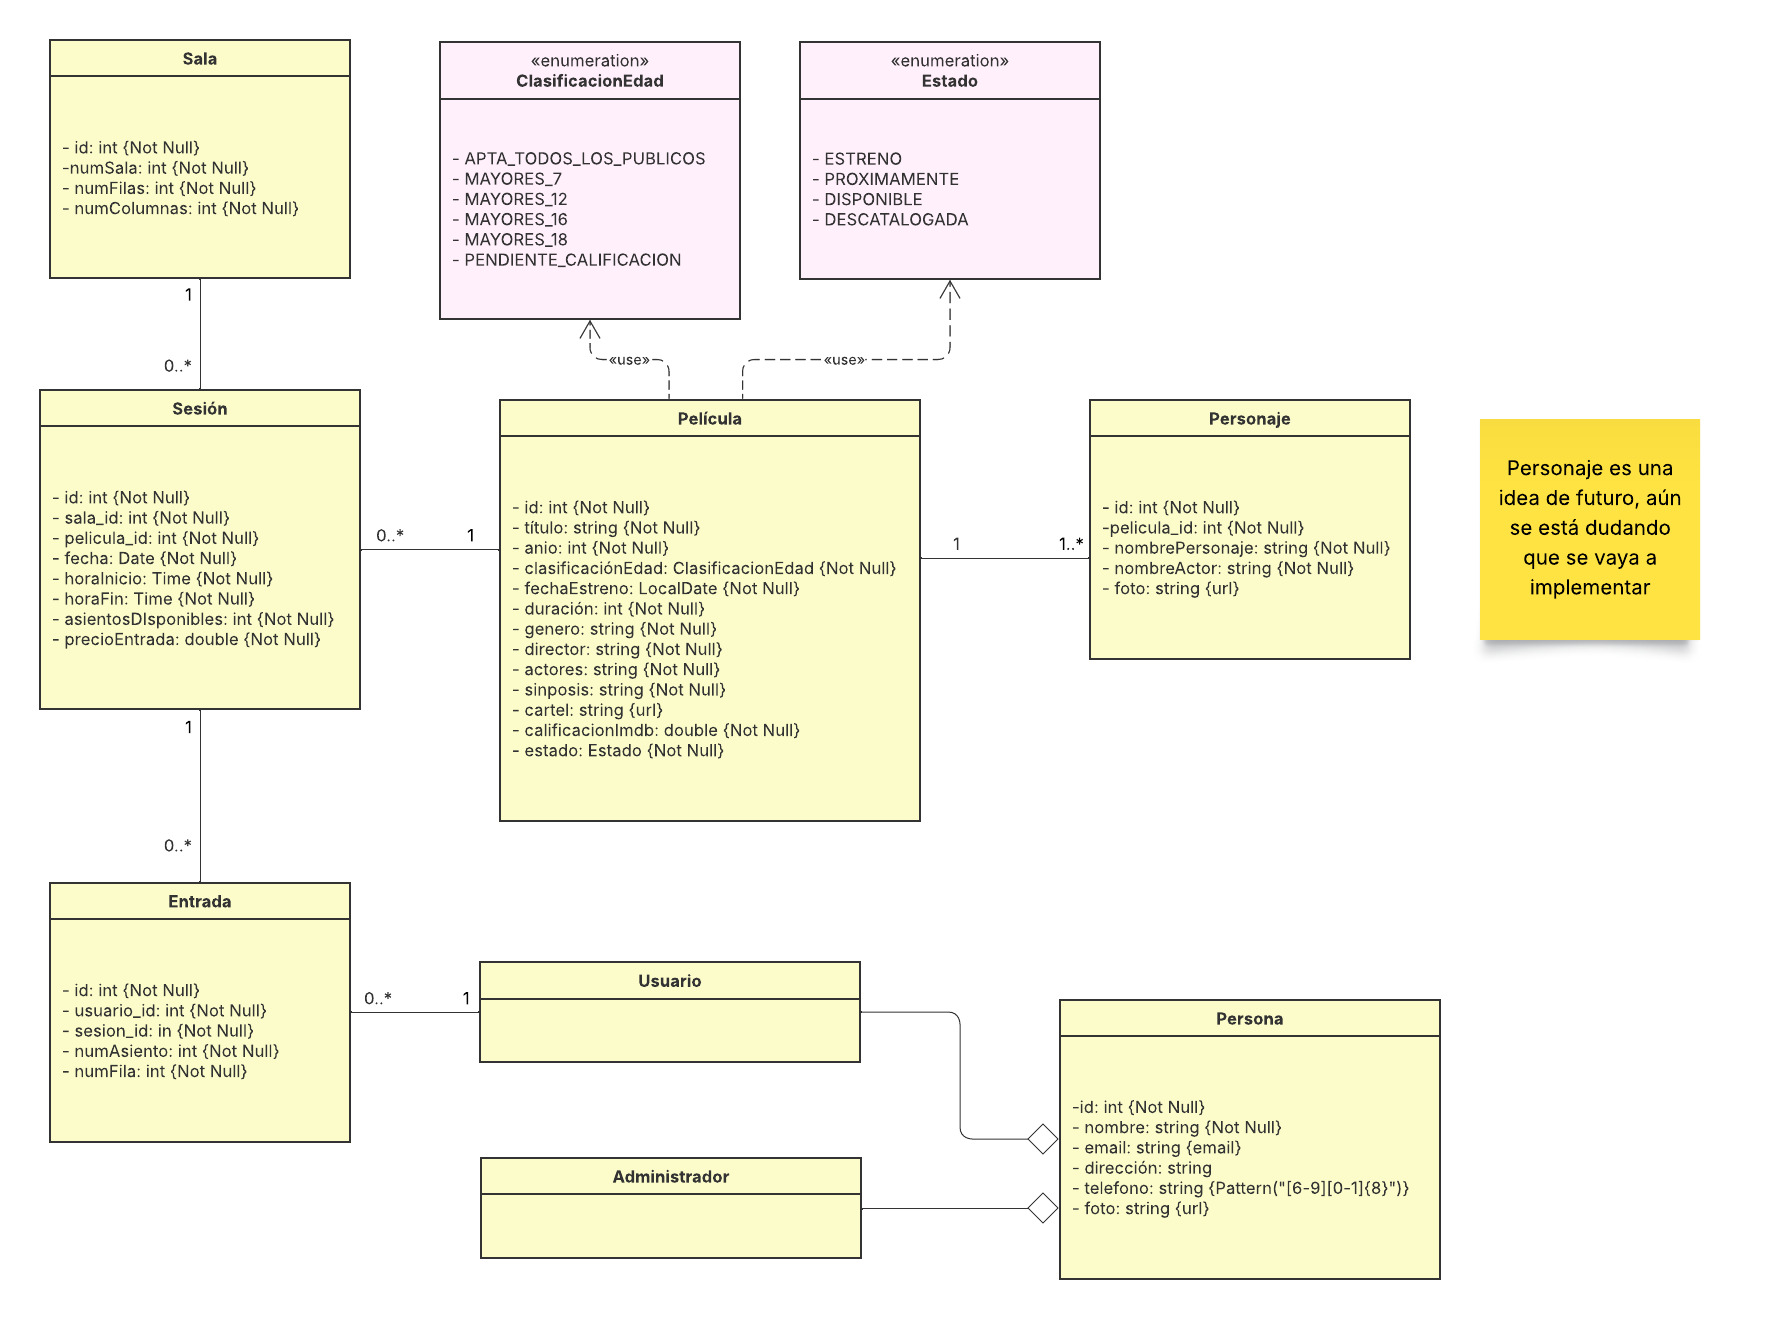 Sala
- id: int {Not Null}
-numSala: int {Not Null}
- numFilas: int {Not Null}
- numColumnas: int {Not Null}
«enumeration»
ClasificacionEdad
- APTA_TODOS_LOS_PUBLICOS
- MAYORES_7
- MAYORES_12
- MAYORES_16
- MAYORES_18
- PENDIENTE_CALIFICACION
«enumeration»
Estado
- ESTRENO
- PROXIMAMENTE
- DISPONIBLE
- DESCATALOGADA
1
0..*
«use»
«use»
Sesión
- id: int {Not Null}
- sala_id: int {Not Null}
- pelicula_id: int {Not Null}
- fecha: Date {Not Null}
- horaInicio: Time {Not Null}
- horaFin: Time {Not Null}
- asientosDIsponibles: int {Not Null}
- precioEntrada: double {Not Null}
0..*
1
Película
- id: int {Not Null}
- título: string {Not Null}
- anio: int {Not Null}
- clasificaciónEdad: ClasificacionEdad {Not Null}
- fechaEstreno: LocalDate {Not Null}
- duración: int {Not Null}
- genero: string {Not Null}
- director: string {Not Null}
- actores: string {Not Null}
- sinposis: string {Not Null}
- cartel: string {url}
- calificacionImdb: double {Not Null}
- estado: Estado {Not Null}
1
1..*
Personaje
- id: int {Not Null}
-pelicula_id: int {Not Null}
- nombrePersonaje: string {Not Null}
- nombreActor: string {Not Null}
- foto: string {url}
Personaje es una
idea de futuro, aún
se está dudando
que se vaya a
implementar
1
0..*
Entrada
- id: int {Not Null}
- usuario_id: int {Not Null}
- sesion_id: in {Not Null}
- numAsiento: int {Not Null}
- numFila: int {Not Null}
0..*
1
Usuario
Administrador
Persona
-id: int {Not Null}
- nombre: string {Not Null}
- email: string {email}
- dirección: string
- telefono: string {Pattern("[6-9][0-1]{8}")}
- foto: string {url}